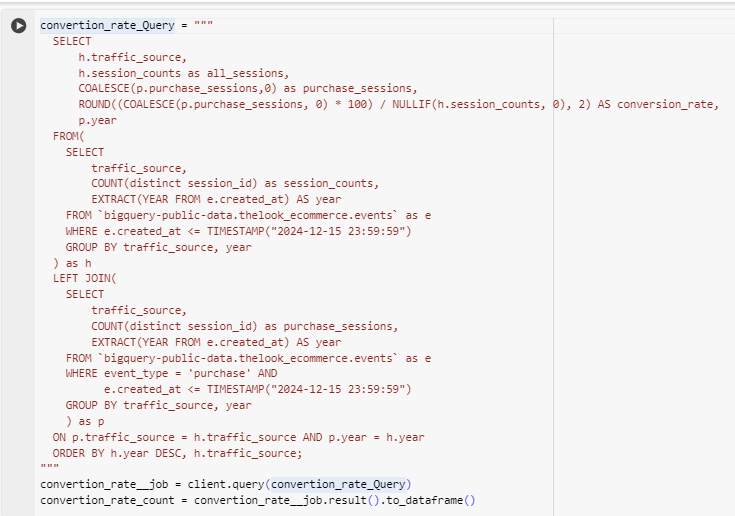 convertion_rate_Query = """
SELECT
h.traffic_source,
h.session_counts as all_sessions,
COALESCE(p.purchase_sessions,0) as purchase_sessions,
ROUND((COALESCE(p.purchase_sessions, 0) * 100) / NULLIF(h.session_counts, 0), 2) AS conversion_rate,
p.year
FROM(
SELECT
traffic_source,
COUNT(distinct session_id) as session_counts,
EXTRACT(YEAR FROM e.created_at) AS year
FROM `bigquery-public-data.thelook_ecommerce.events` as e
WHERE e.created_at <= TIMESTAMP("2024-12-15 23:59:59")
GROUP BY traffic_source, year
) as h
LEFT JOIN(
SELECT
traffic_source,
COUNT(distinct session_id) as purchase_sessions,
EXTRACT(YEAR FROM e.created_at) AS year
FROM `bigquery-public-data.thelook_ecommerce.events` as e
WHERE event_type = 'purchase' AND
e.created_at <= TIMESTAMP("2024-12-15 23:59:59")
GROUP BY traffic_source, year
) as p
ON p.traffic_source = h.traffic_source AND p.year = h.year
ORDER BY h.year DESC, h.traffic_source;
"""
convertion_rate__job = client.query(convertion_rate_Query)
convertion_rate_count = convertion_rate__job.result().to_dataframe()